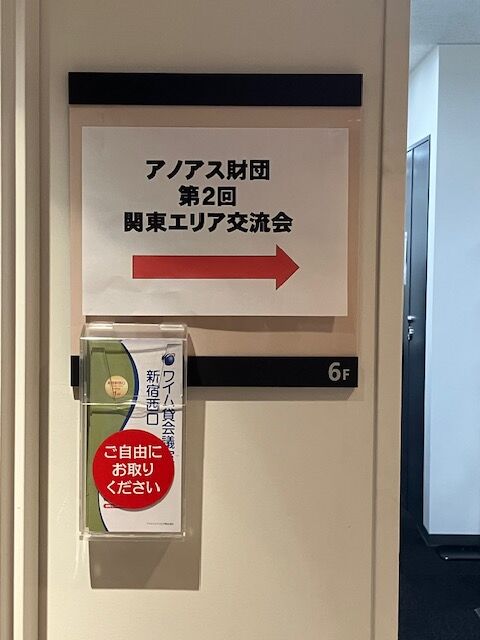 アノアス財団
第2回
関東エリア交流会
6F
ワイム貸会議室
新宿西口
ご自由に
お取り
ください